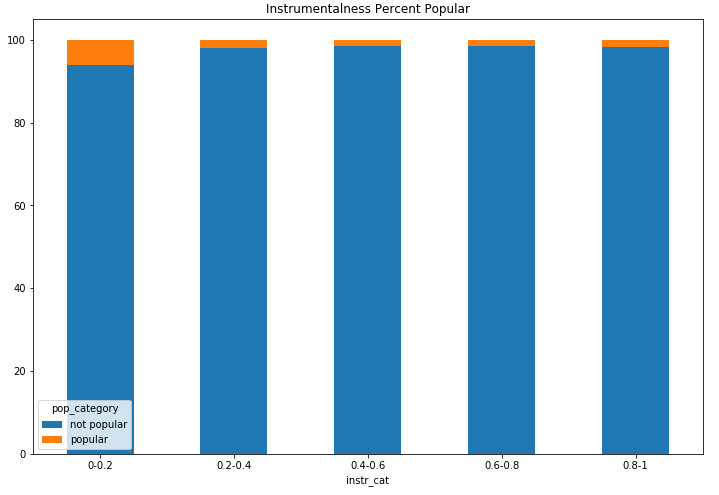 Instrumentalness Percent Popular
100
80
60
40
20
0
pop_category
not popular
popular
0-0.2 0.2-0.4 0.4-0.6 0.6-0.8 0.8-1
instr_cat